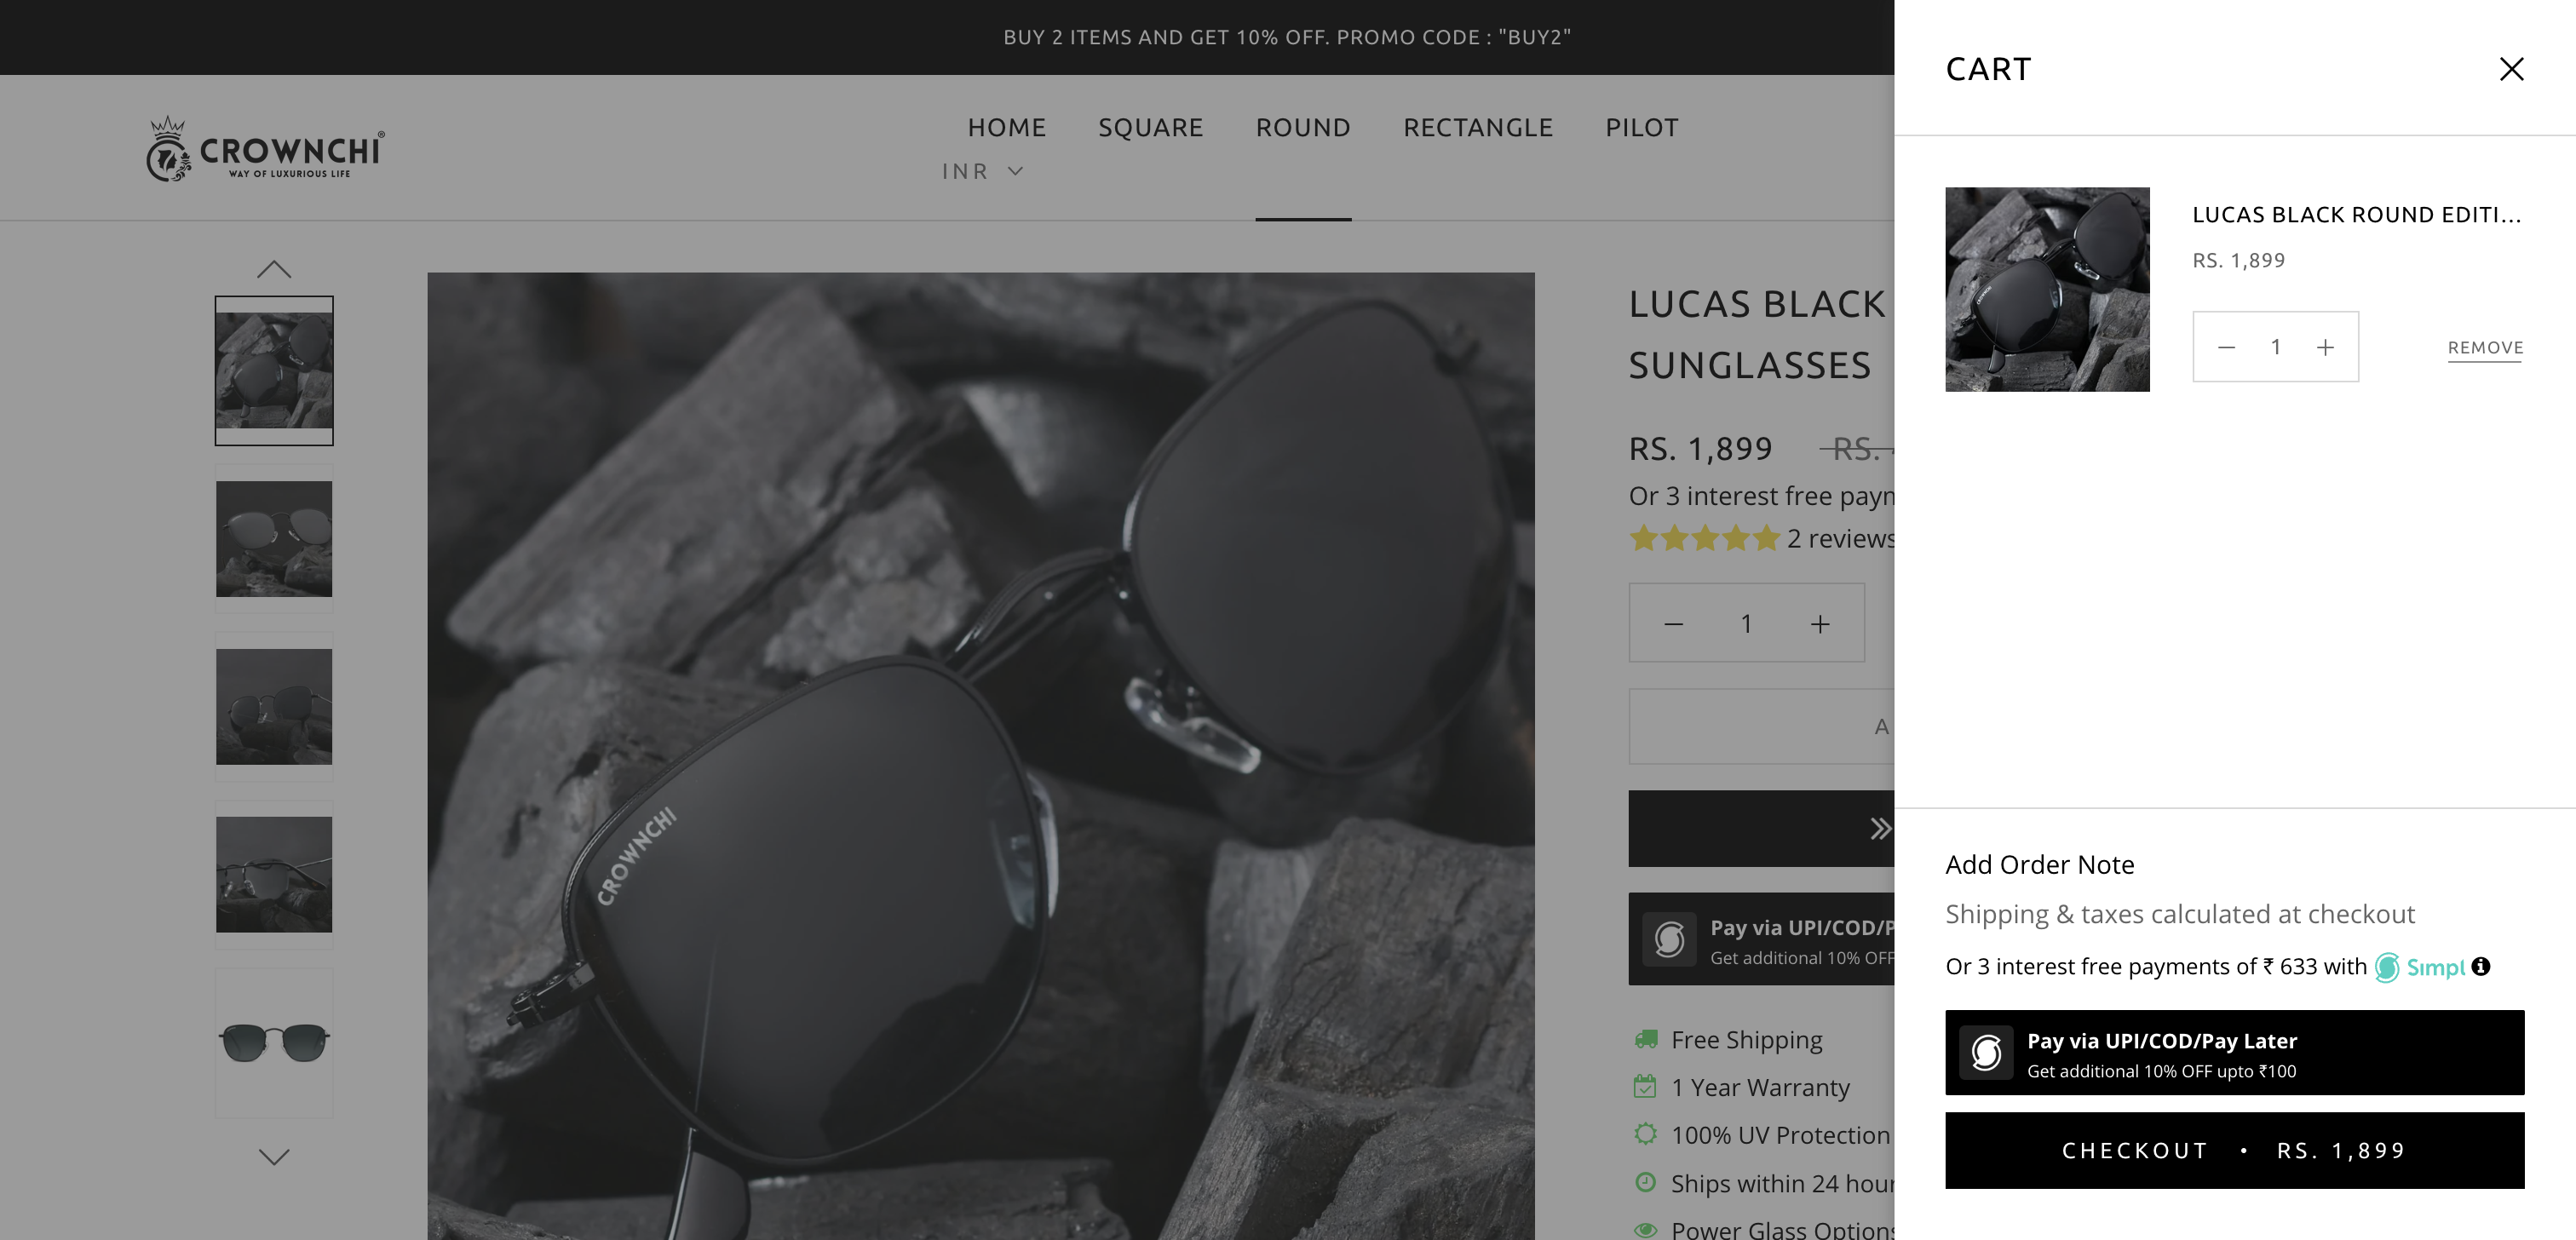 BUY 2 ITEMS AND GET 10% OFF. PROMO CODE : "BUY2"
CROWNCHI®
WAY OF LUXURIOUS LIFE
HOME SQUARE ROUND RECTANGLE PILOT
INR
CROWNCHI
LUCAS BLACK
SUNGLASSES
RS. 1,899 RS.
Or 3 interest free
2 reviews
1
A
Pay via UPI/COD/P
Get additional 10% OFF
Free Shipping
1 Year Warranty
100% UV Protection
Ships within 24
Power Glass
CART
LUCAS BLACK ROUND EDITI...
RS. 1,899
1
REMOVE
Add Order Note
Shipping & taxes calculated at checkout
Or 3 interest free payments of ₹ 633 with Simpl
Pay via UPI/COD/Pay Later
Get additional 10% OFF upto ₹100
CHECKOUT • RS. 1,899